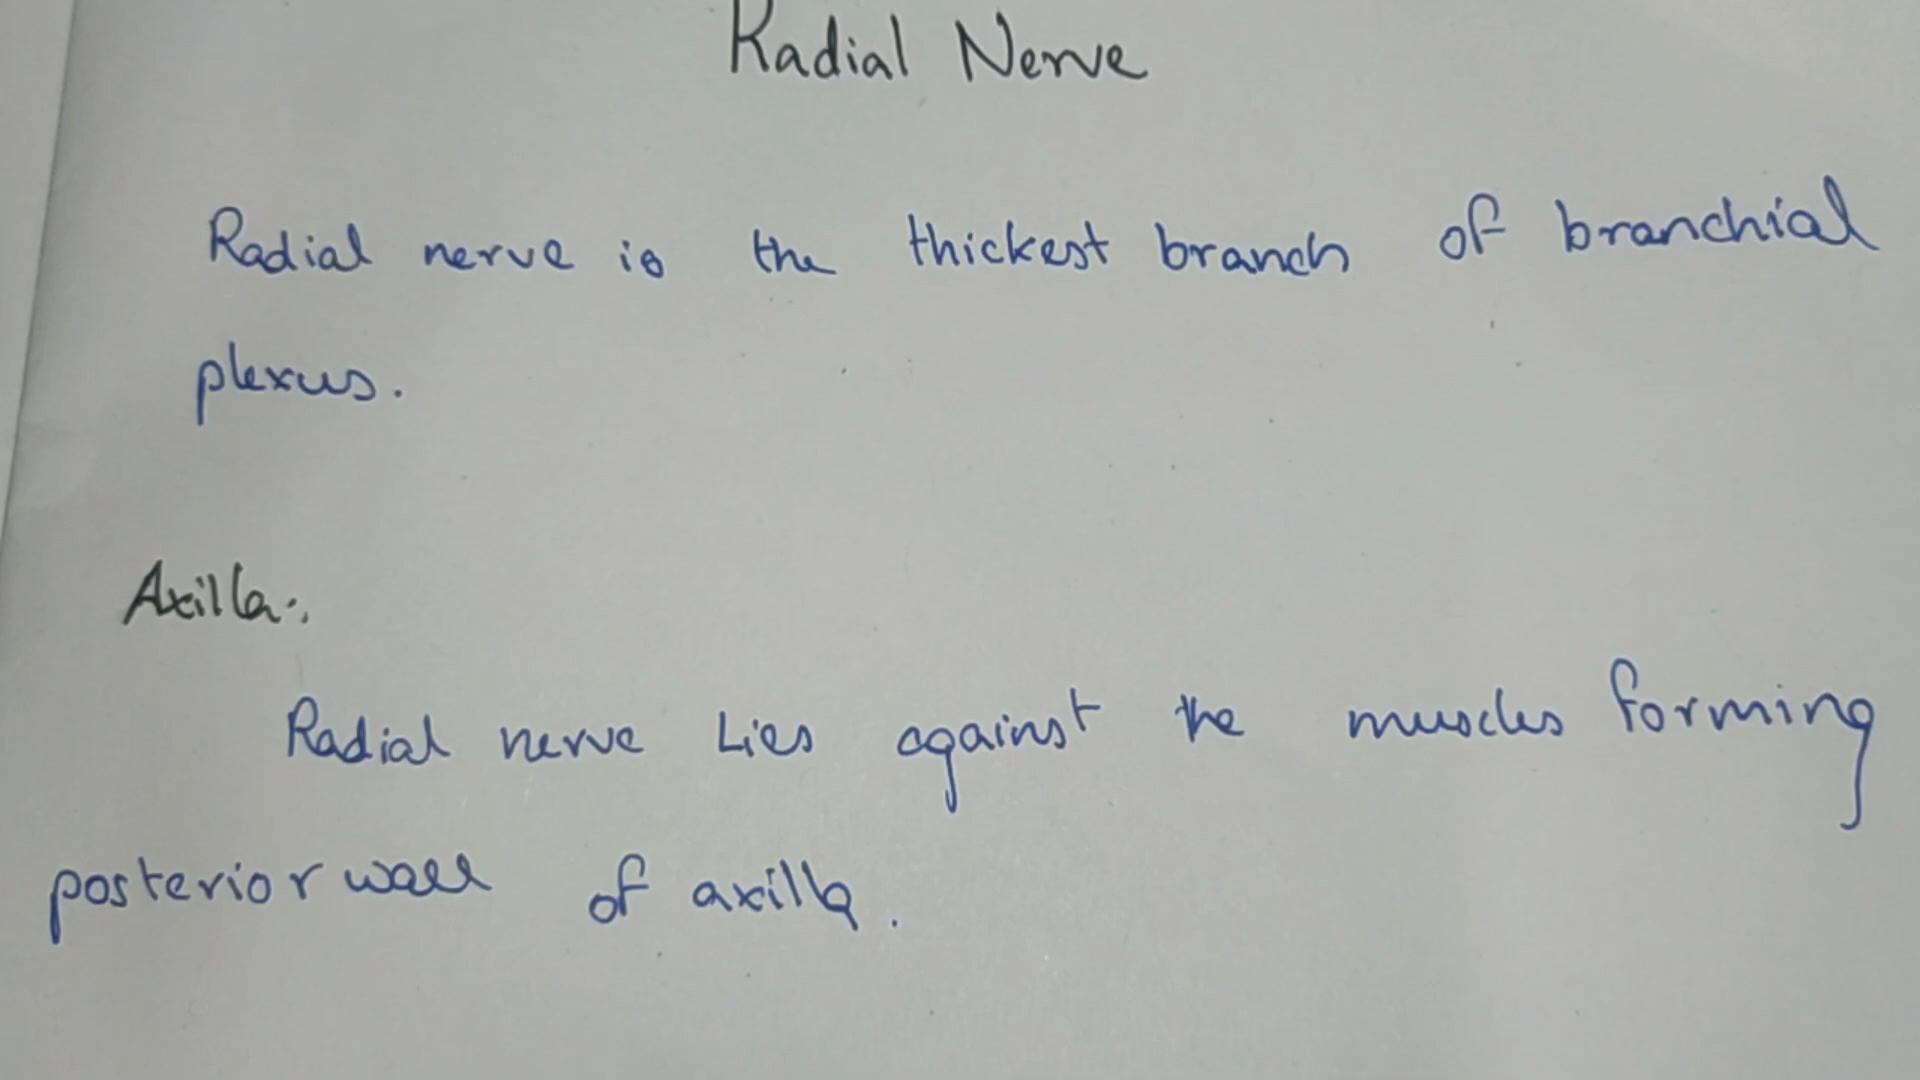 Radial Nerve
Radial nerve is the thickest branch of branchial
plexus.
Axilla:
Radial nerve Lies against the muscles forming
posterior wall of axilla.